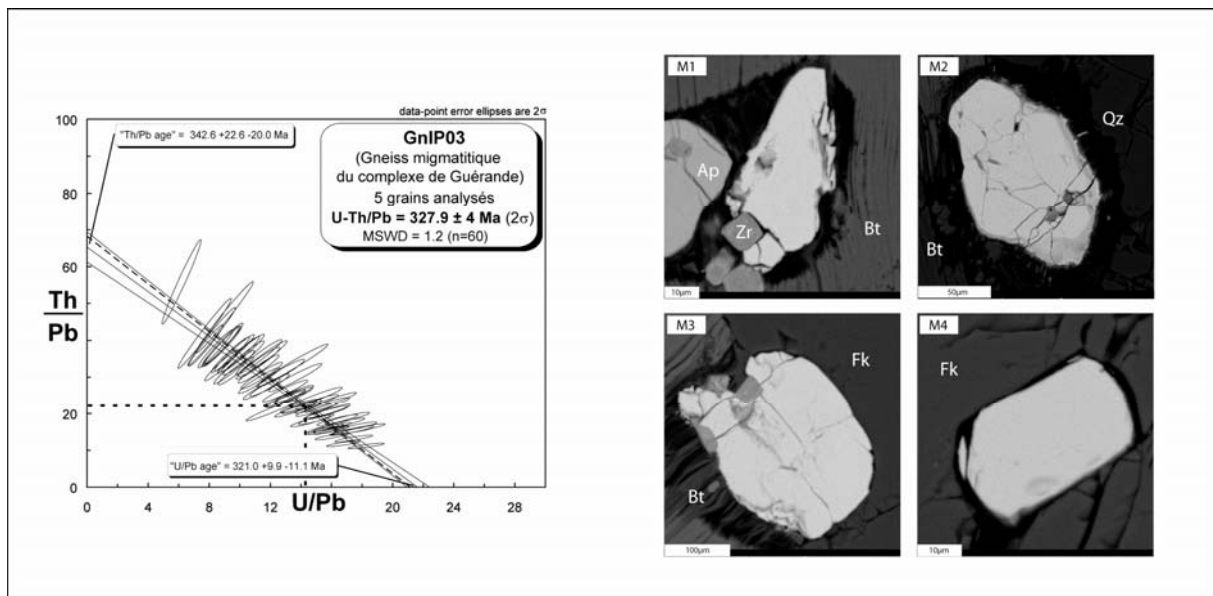 data-point error ellipses are 2σ
100
80
60
40
20
0
Th
Pb
"Th/Pb age" = 342.6 +22.6 -20.0 Ma
GnIP03
(Gneiss migmatitique
du complexe de Guérande)
5 grains analysés
U-Th/Pb = 327.9 ± 4 Ma (2σ)
MSWD = 1.2 (n=60)
"U/Pb age" = 321.0 +9.9 -11.1 Ma
0 4 8 12 16 20 24 28
U/Pb
M1
Ap
Zr
Bt
10µm
M2
Qz
Bt
50µm
M3
Fk
Bt
100µm
M4
Fk
10µm